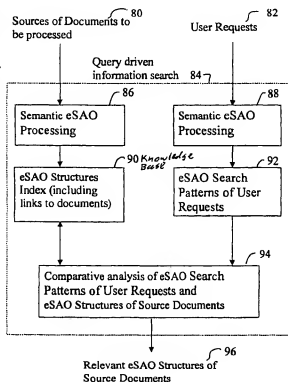 Sources of Documents to
be processed
80
82
User Requests
Query driven
information search
84
86
Semantic eSAO
Processing
88
Semantic eSAO
Processing
90 Knowledge
Base
eSAO Structures
Index (including
links to documents)
92
eSAO Search
Patterns of User
Requests
94
Comparative analysis of eSAO Search
Patterns of User Requests and
eSAO Structures of Source Documents
96
Relevant eSAO Structures of
Source Documents